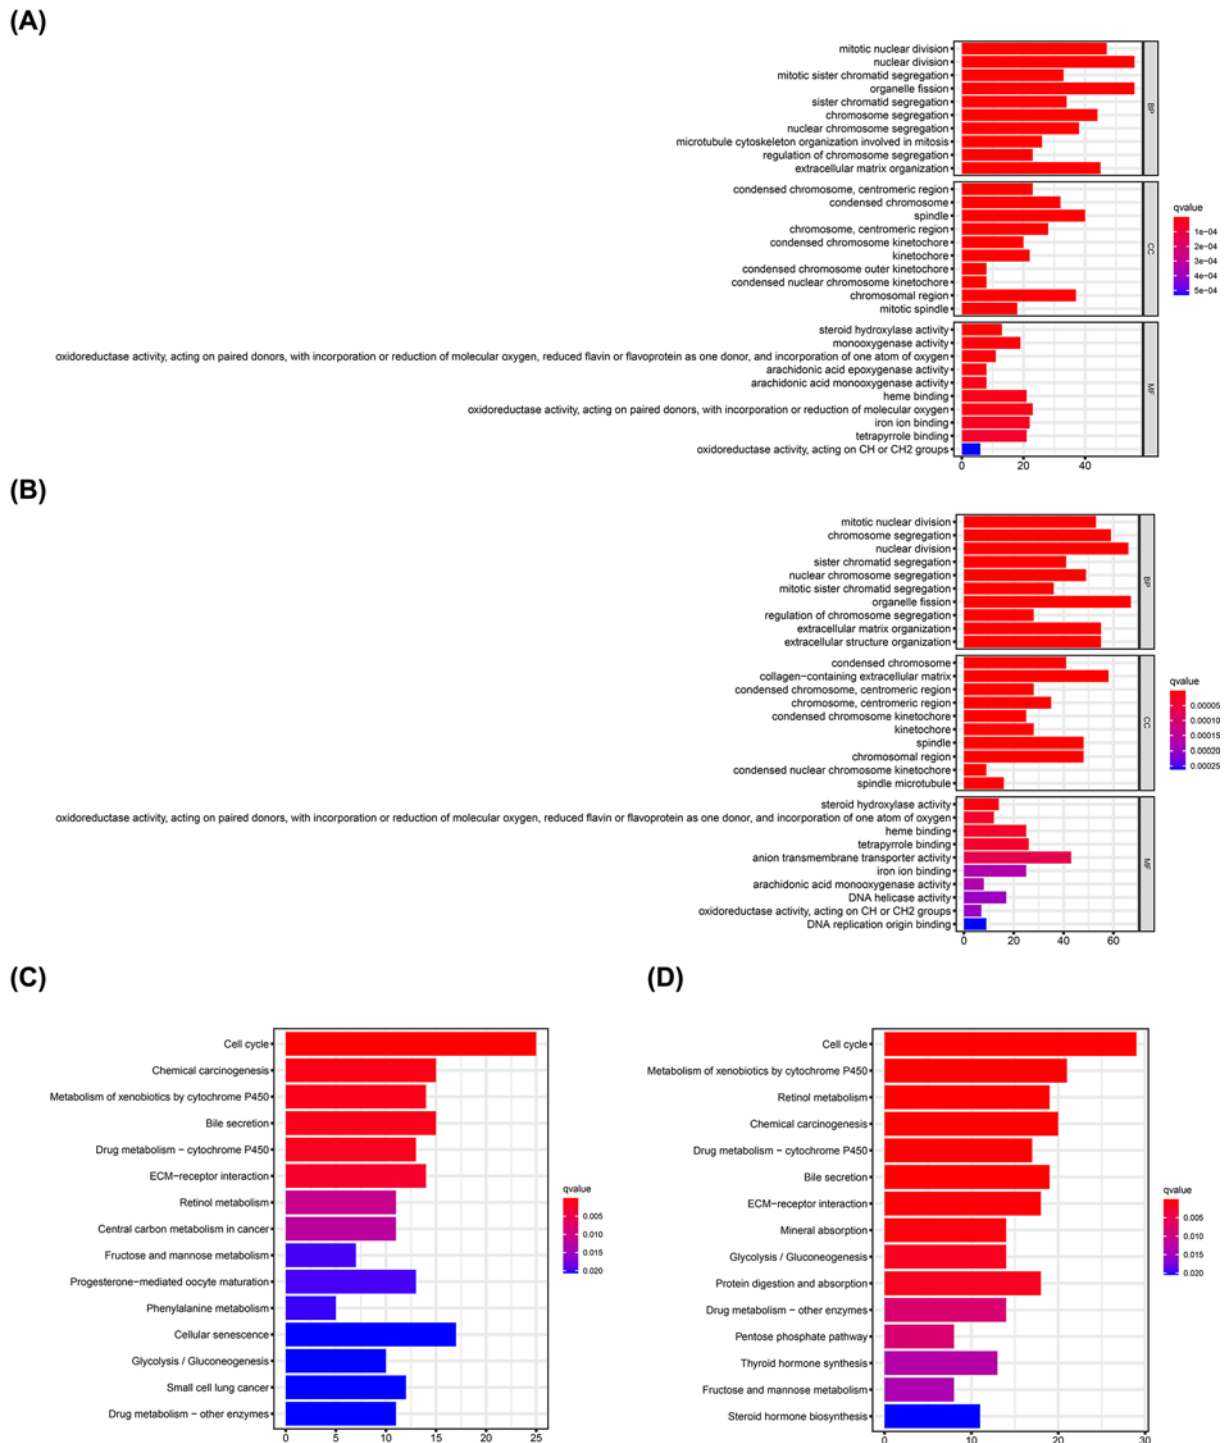 (A)
mitotic nuclear division
nuclear division
mitotic sister chromatid segregation
organelle fission
sister chromatid segregation
chromosome segregation
nuclear chromosome segregation
microtubule cytoskeleton organization involved in mitosis
regulation of chromosome segregation
extracellular matrix organization
BP
condensed chromosome, centromeric region
condensed chromosome
spindle
chromosome, centromeric region
condensed chromosome kinetochore
kinetochore
condensed chromosome outer kinetochore
condensed nuclear chromosome kinetochore
chromosomal region
mitotic spindle
CC
steroid hydroxylase activity
monooxygenase activity
oxidoreductase activity, acting on paired donors, with incorporation or reduction of molecular oxygen, reduced flavin or flavoprotein as one donor, and incorporation of one atom of oxygen
arachidonic acid epoxygenase activity
arachidonic acid monooxygenase activity
heme binding
oxidoreductase activity, acting on paired donors, with incorporation or reduction of molecular oxygen
iron ion binding
tetrapyrrole binding
oxidoreductase activity, acting on CH or CH2 groups
MF
0 20 40
qvalue
1e−04
2e−04
3e−04
4e−04
5e−04
(B)
mitotic nuclear division
chromosome segregation
nuclear division
sister chromatid segregation
nuclear chromosome segregation
mitotic sister chromatid segregation
organelle fission
regulation of chromosome segregation
extracellular matrix organization
extracellular structure organization
BP
condensed chromosome
collagen−containing extracellular matrix
condensed chromosome, centromeric region
chromosome, centromeric region
condensed chromosome kinetochore
kinetochore
spindle
chromosomal region
condensed nuclear chromosome kinetochore
spindle microtubule
CC
steroid hydroxylase activity
oxidoreductase activity, acting on paired donors, with incorporation or reduction of molecular oxygen, reduced flavin or flavoprotein as one donor, and incorporation of one atom of oxygen
heme binding
tetrapyrrole binding
anion transmembrane transporter activity
iron ion binding
arachidonic acid monooxygenase activity
DNA helicase activity
oxidoreductase activity, acting on CH or CH2 groups
DNA replication origin binding
MF
0 20 40 60
qvalue
0.00005
0.00010
0.00015
0.00020
0.00025
(C)
Cell cycle
Chemical carcinogenesis
Metabolism of xenobiotics by cytochrome P450
Bile secretion
Drug metabolism − cytochrome P450
ECM−receptor interaction
Retinol metabolism
Central carbon metabolism in cancer
Fructose and mannose metabolism
Progesterone−mediated oocyte maturation
Phenylalanine metabolism
Cellular senescence
Glycolysis / Gluconeogenesis
Small cell lung cancer
Drug metabolism − other enzymes
0 5 10 15 20 25
qvalue
0.005
0.010
0.015
0.020
(D)
Cell cycle
Metabolism of xenobiotics by cytochrome P450
Retinol metabolism
Chemical carcinogenesis
Drug metabolism − cytochrome P450
Bile secretion
ECM−receptor interaction
Mineral absorption
Glycolysis / Gluconeogenesis
Protein digestion and absorption
Drug metabolism − other enzymes
Pentose phosphate pathway
Thyroid hormone synthesis
Fructose and mannose metabolism
Steroid hormone biosynthesis
0 10 20 30
qvalue
0.005
0.010
0.015
0.020